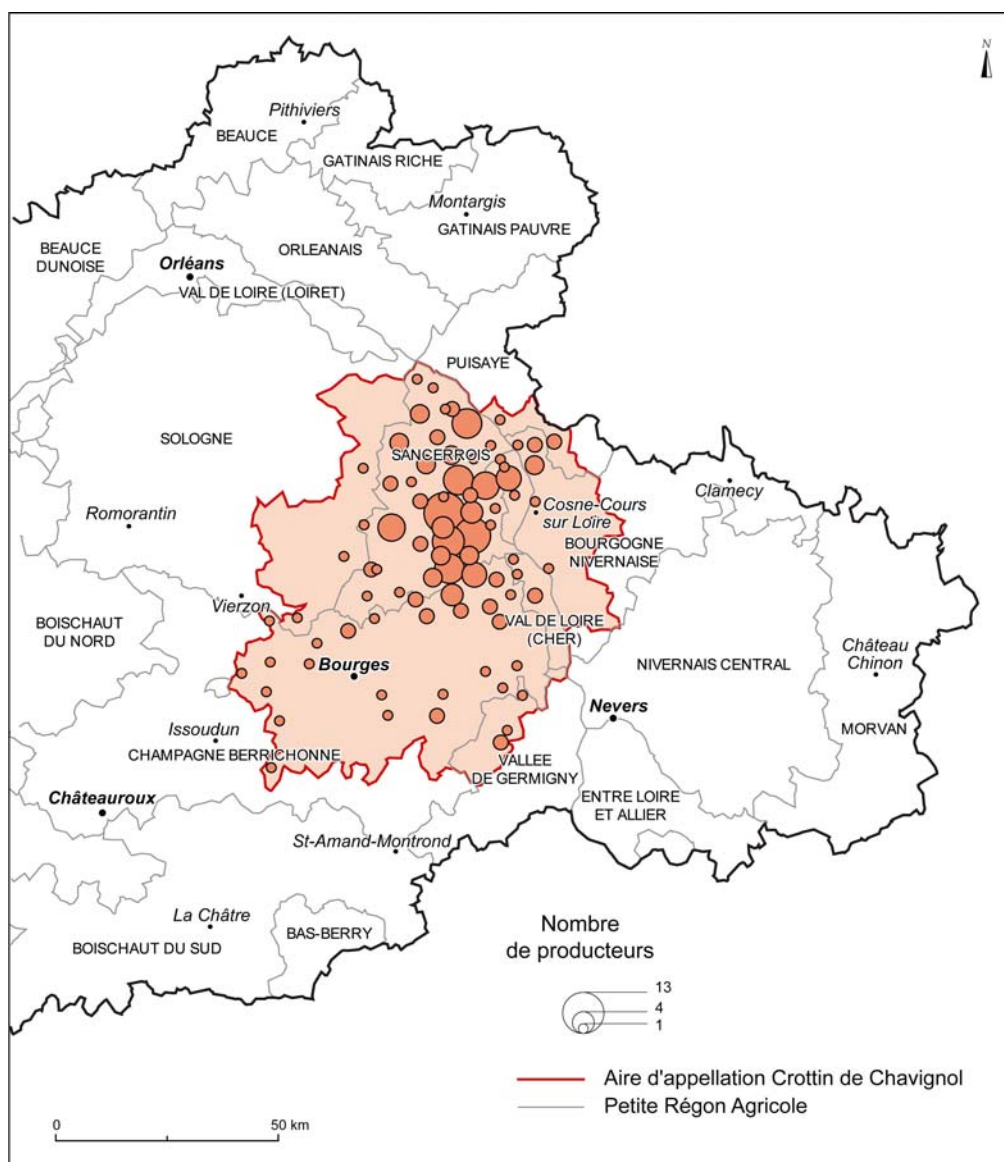 N
Pithiviers
BEAUCE
GATINAIS RICHE
Montargis
GATINAIS PAUVRE
BEAUCE
DUNOISE
ORLEANAIS
Orléans
VAL DE LOIRE (LOIRET)
PUISAYE
SOLOGNE
SANCERROIS
Romorantin
Cosne-Cours
sur Loire
Clamecy
BOURGOGNE
NIVERNAISE
Vierzon
BOISCHAUT
DU NORD
VAL DE LOIRE
(CHER)
Bourges
NIVERNAIS CENTRAL
Château
Chinon
Issoudun
Nevers
MORVAN
CHAMPAGNE BERRICHONNE
VALLEE
DE GERMIGNY
Châteauroux
ENTRE LOIRE
ET ALLIER
St-Amand-Montrond
La Châtre
BOISCHAUT DU SUD
BAS-BERRY
Nombre
de producteurs
13
4
1
Aire d'appellation Crottin de Chavignol
Petite Régon Agricole
0
50 km